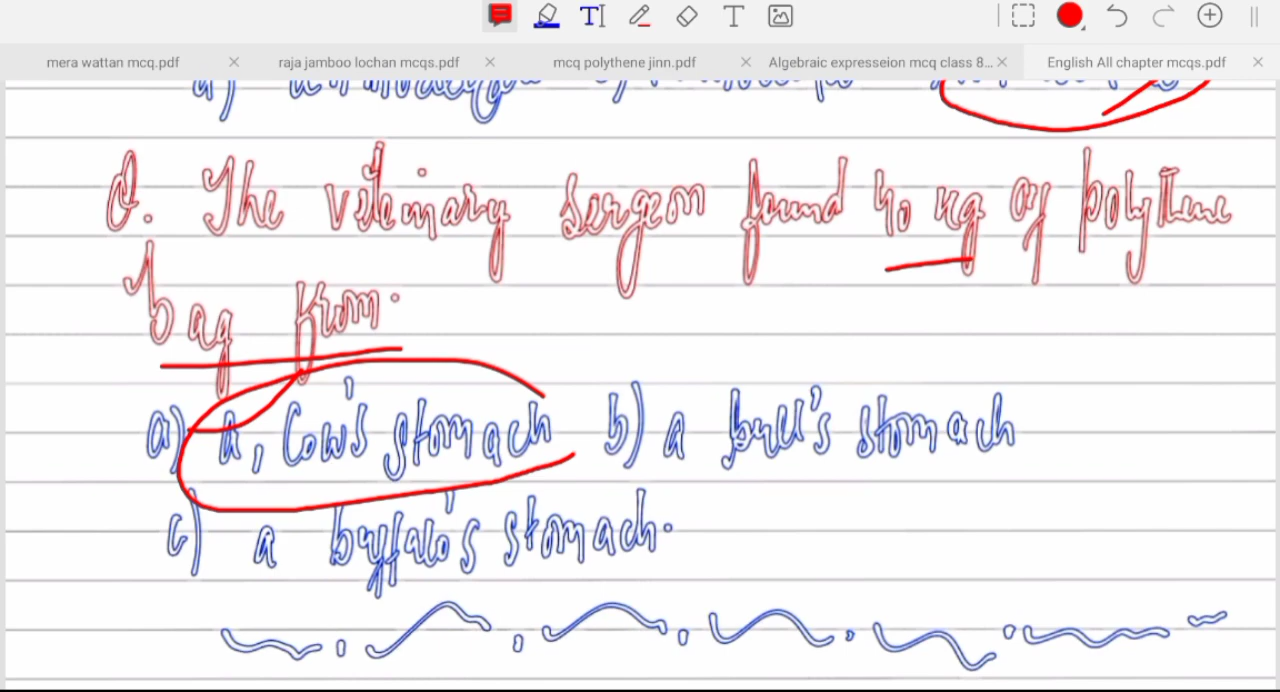 mera wattan mcq.pdf
raja jamboo lochan mcqs.pdf
mcq polythene jinn.pdf
Algebraic expresseion mcq class 8...
English All chapter mcqs.pdf
Q. The veteinary sergeon found 40 kg of polythene
bag from.
a) a, Cow's stomach b) a bull's stomach
c) a buffalo's stomach.